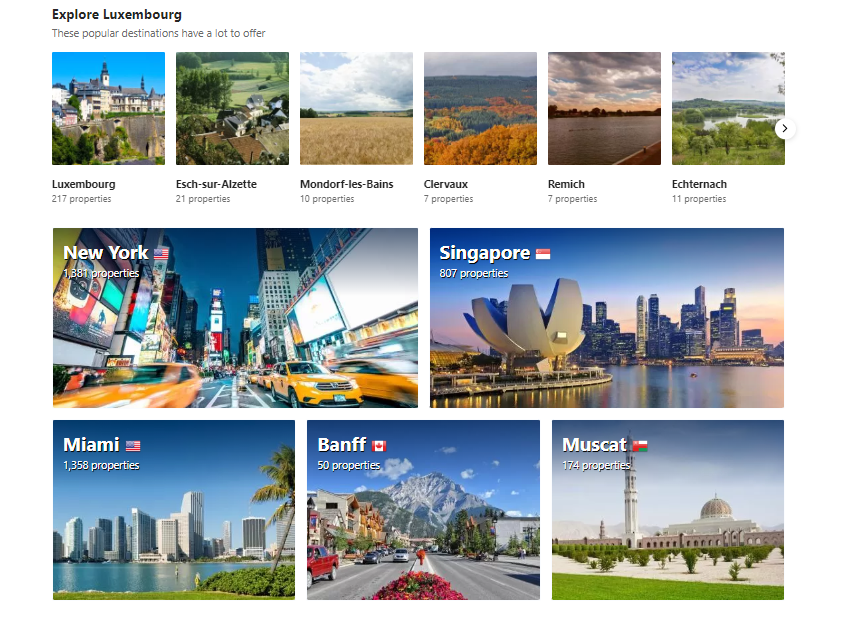 Explore Luxembourg
These popular destinations have a lot to offer
Luxembourg
217 properties
Esch-sur-Alzette
21 properties
Mondorf-les-Bains
10 properties
Clervaux
7 properties
Remich
7 properties
Echternach
11 properties
New York
1,381 properties
Singapore
807 properties
Miami
1,358 properties
Banff
50 properties
Muscat
174 properties